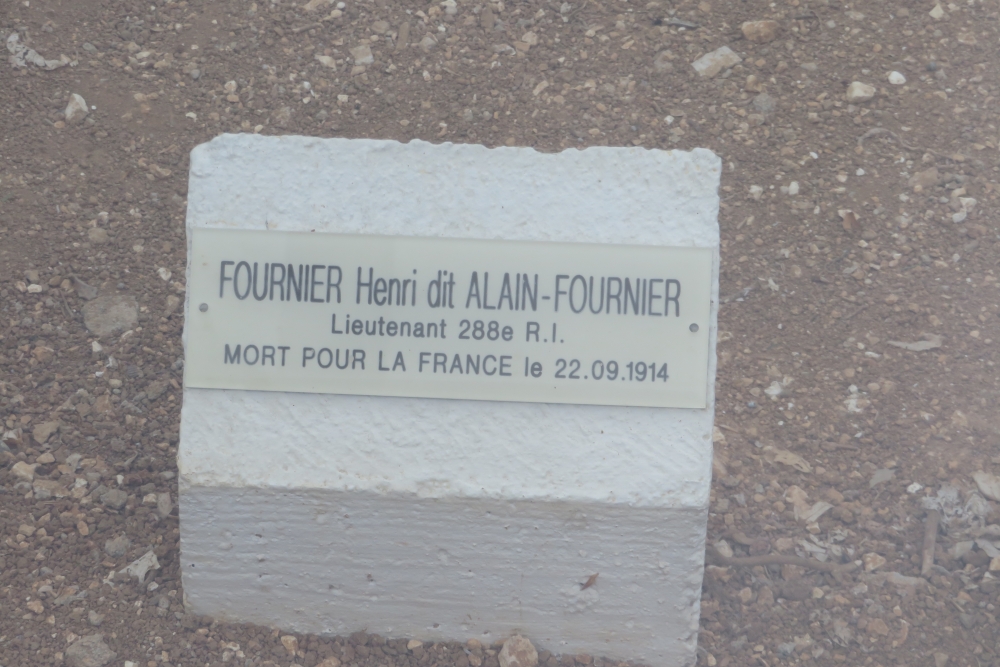 FOURNIER Henri dit ALAIN-FOURNIER
Lieutenant 288e R.I.
MORT POUR LA FRANCE le 22.09.1914